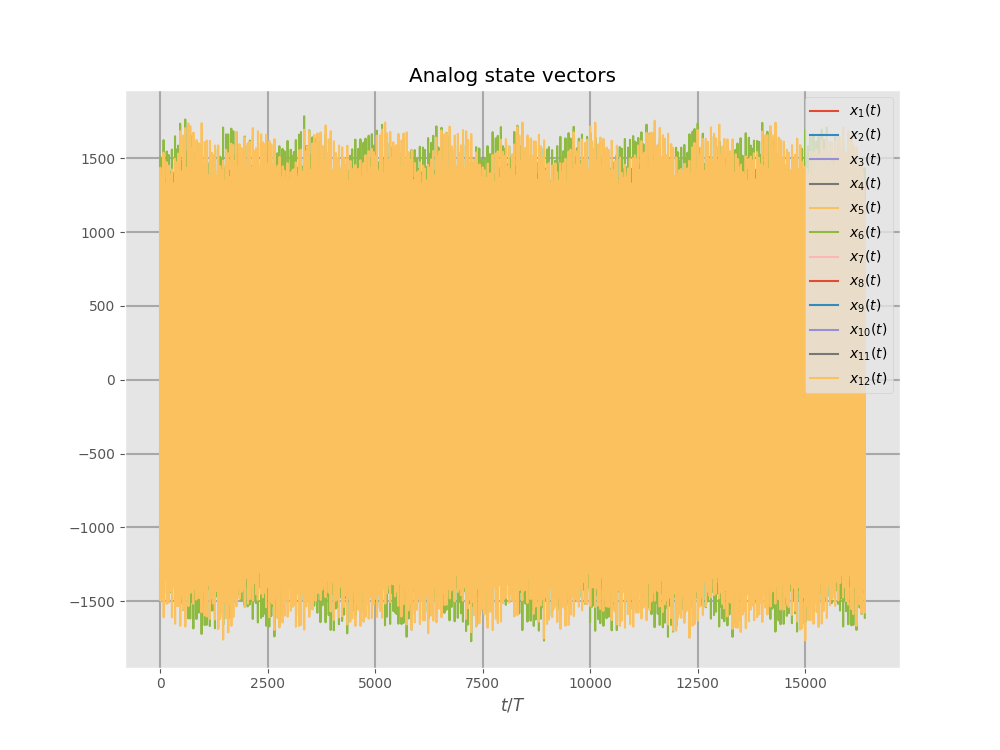 Analog state vectors
1500
1000
500
0
−500
−1000
−1500
0 2500 5000 7500 10000 12500 15000
t/T
x₁(t)
x₂(t)
x₃(t)
x₄(t)
x₅(t)
x₆(t)
x₇(t)
x₈(t)
x₉(t)
x₁₀(t)
x₁₁(t)
x₁₂(t)